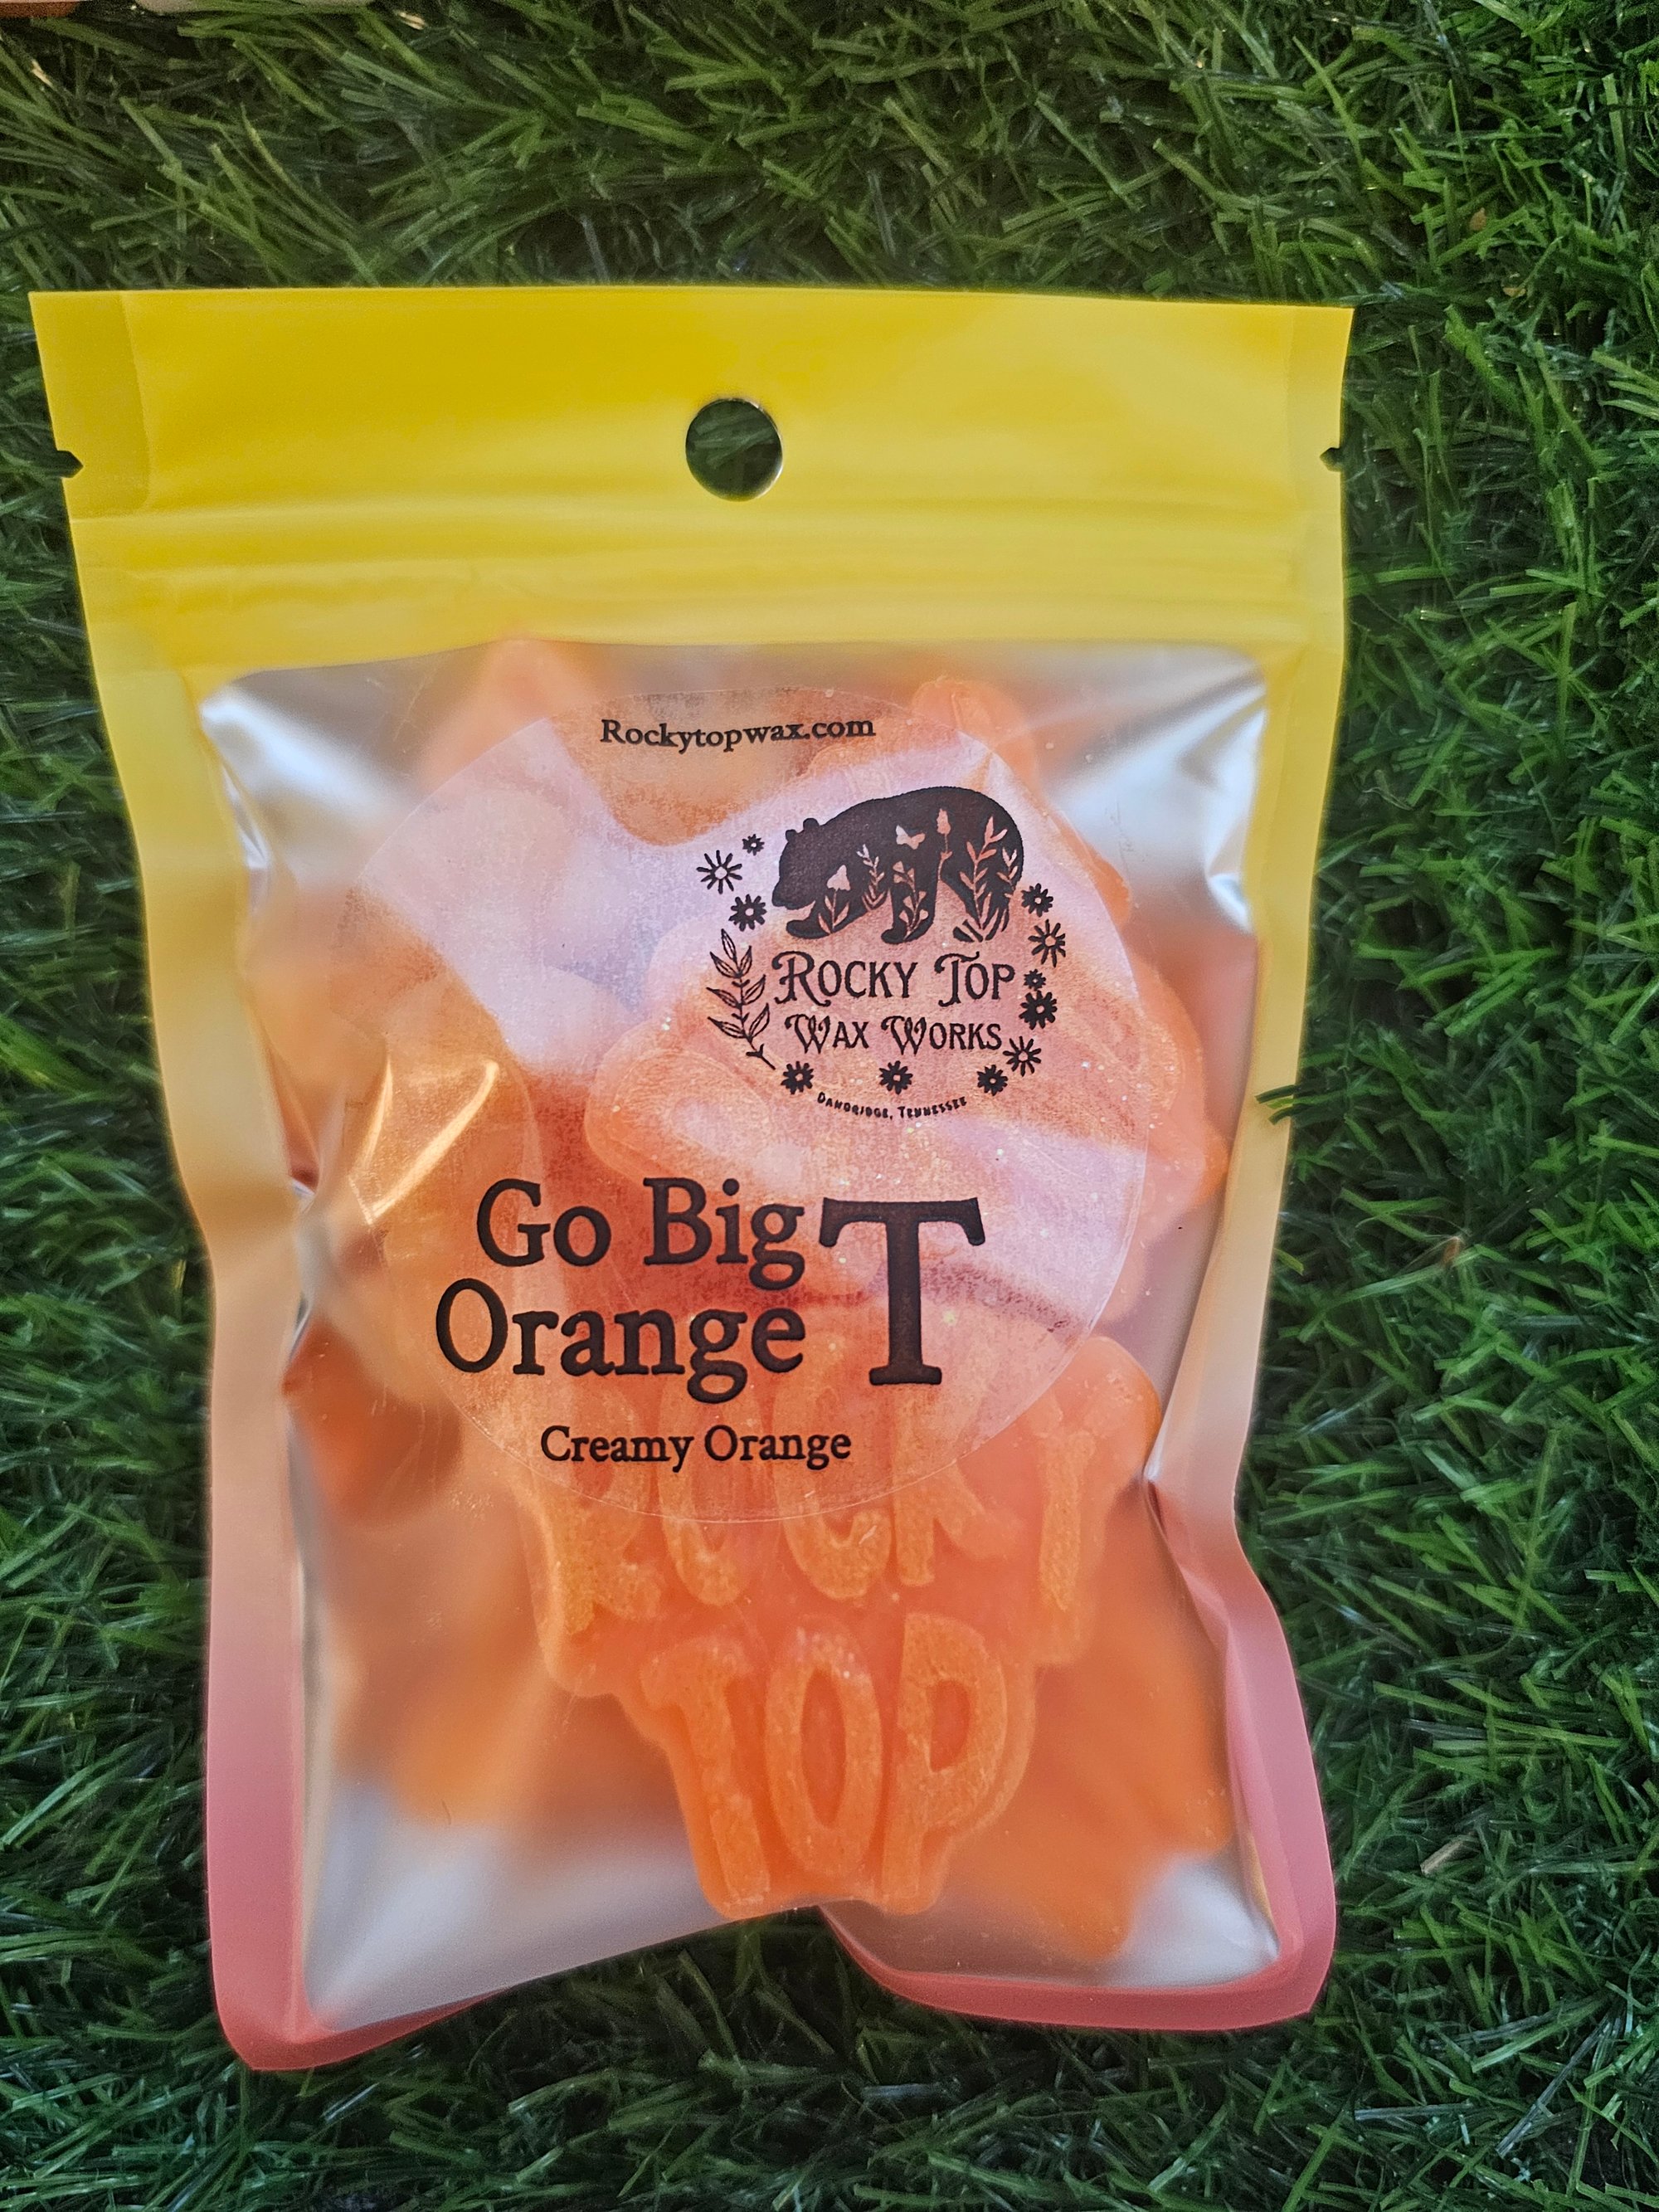 Rockytopwax.com
Rocky Top
Wax Works
Dandridge, Tennessee
Go Big
Orange T
Creamy Orange
ROCKY
TOP